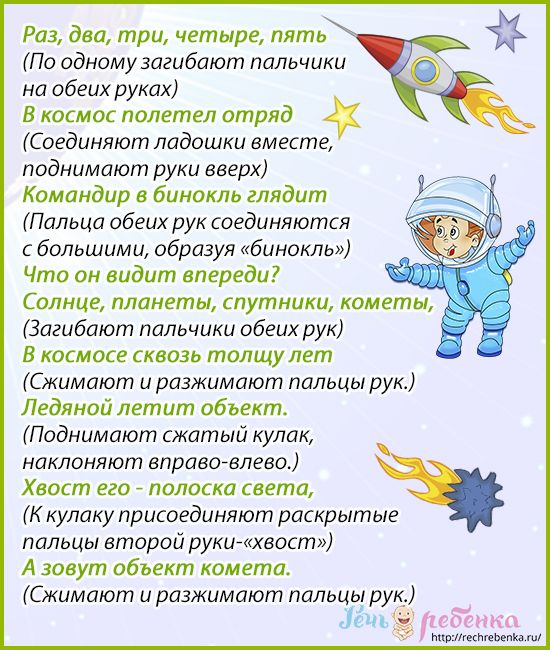 Раз, два, три, четыре, пять
(По одному загибают пальчики
на обеих руках)
В космос полетел отряд
(Соединяют ладошки вместе,
поднимают руки вверх)
Командир в бинокль глядит
(Пальца обеих рук соединяются
с большими, образуя «бинокль»)
Что он видит впереди?
Солнце, планеты, спутники, кометы,
(Загибают пальчики обеих рук)
В космосе сквозь толщу лет
(Сжимают и разжимают пальцы рук.)
Ледяной летит объект.
(Поднимают сжатый кулак,
наклоняют вправо-влево.)
Хвост его - полоска света,
(К кулаку присоединяют раскрытые
пальцы второй руки-«хвост»)
А зовут объект комета.
(Сжимают и разжимают пальцы рук.)
Речь ребенка
http://rechrebenka.ru/